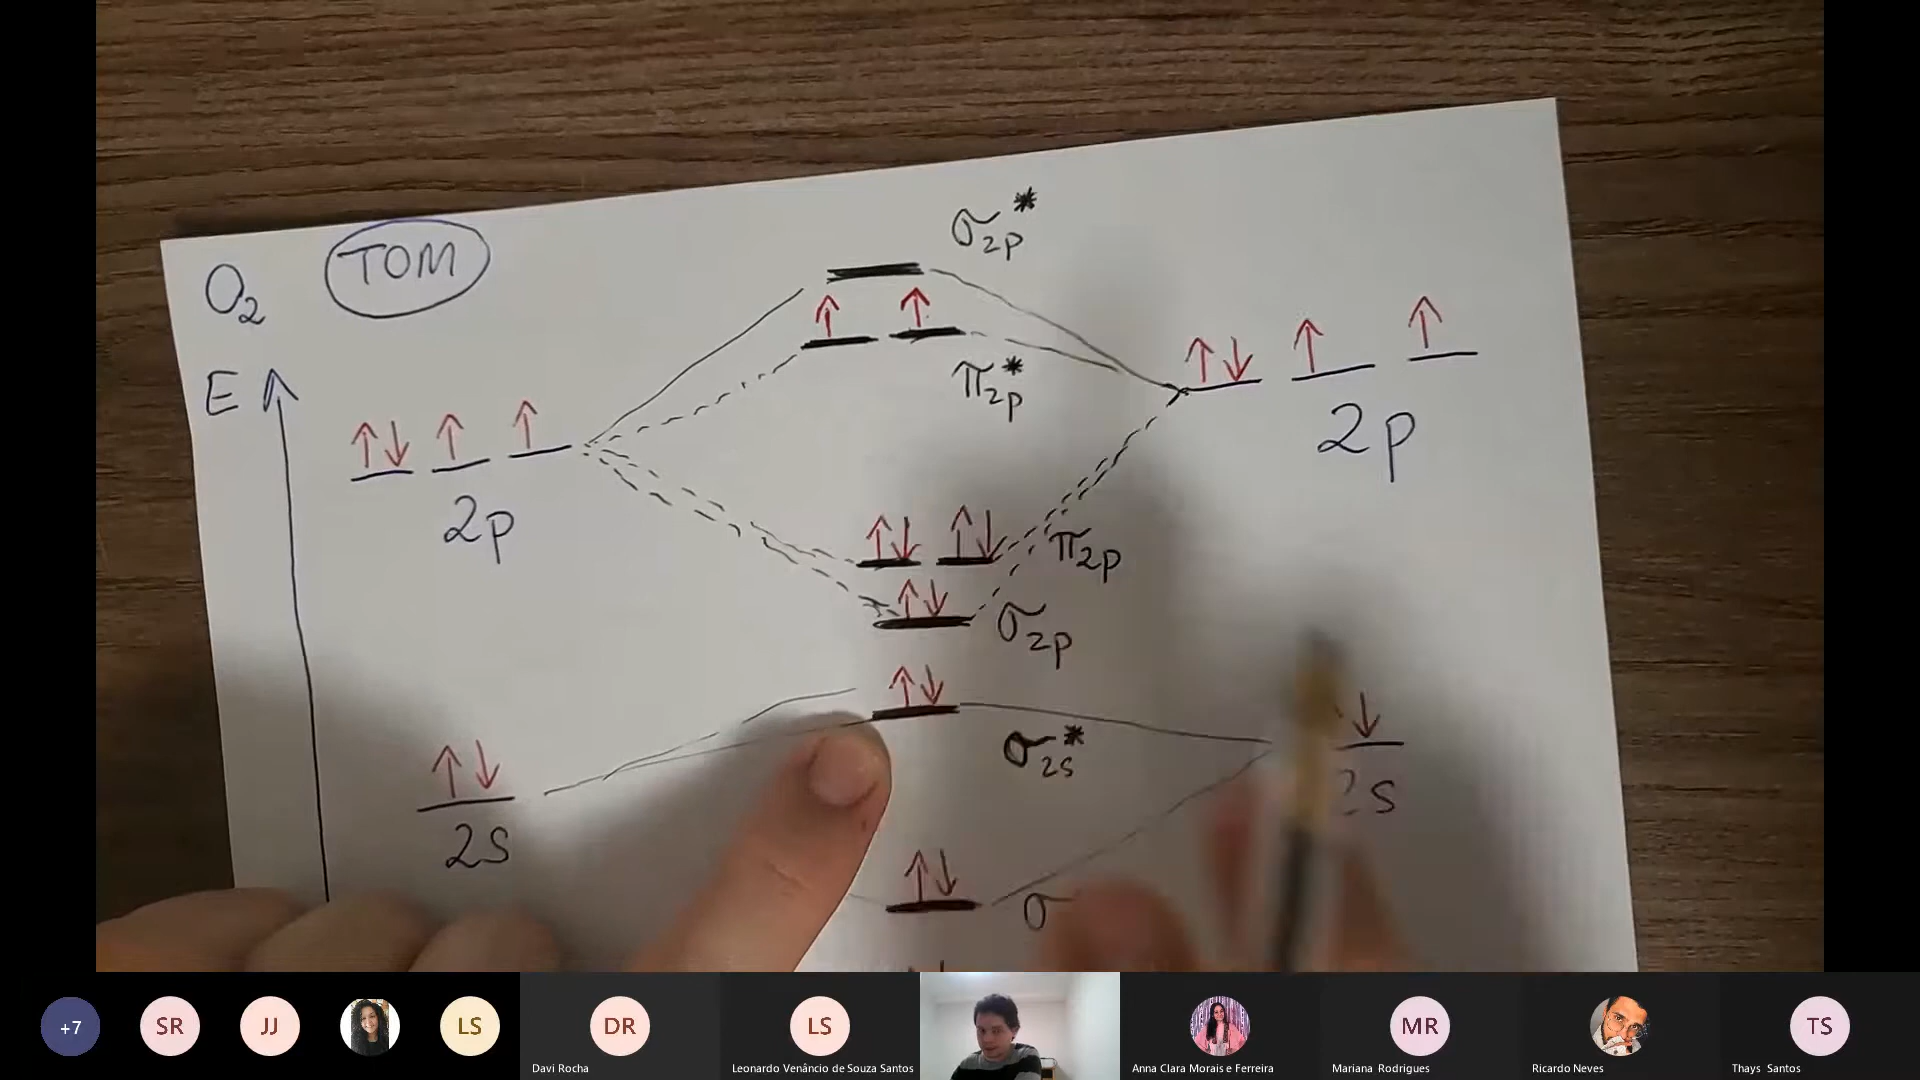 O₂ TOM
σ₂ₚ*
E
π₂ₚ*
2p
2p
π₂ₚ
σ₂ₚ
σ₂ₛ*
2s
2s
σ
+7
SR
JJ
LS
DR
LS
MR
TS
Davi Rocha
Leonardo Venâncio de Souza Santos
Anna Clara Morais e Ferreira
Mariana Rodrigues
Ricardo Neves
Thays Santos